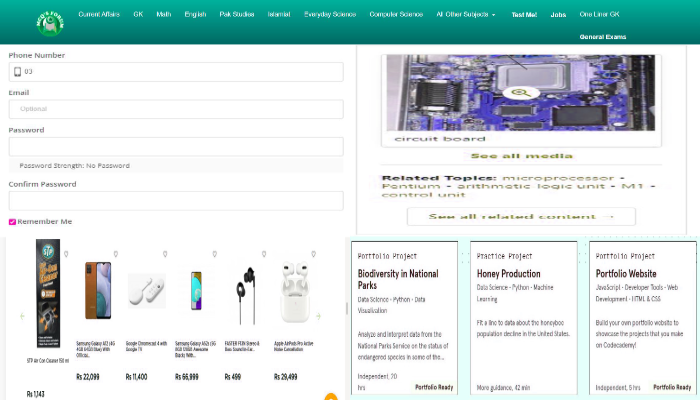 MCQ'S FORUM
Current Affairs GK Math English Pak Studies Islamiat Everyday Science Computer Science All Other Subjects Test Me! Jobs One Liner GK
General Exams
Phone Number
03
Email
Optional
Password
Password Strength: No Password
Confirm Password
Remember Me
circuit board
See all media
Related Topics: microprocessor -
Pentium - arithmetic logic unit - M1 -
control unit
See all related content →
STP
STP Air Con Cleaner 150 ml
Rs 1,143
Samsung Galaxy A12 (4G
4GB 64GB) Blue With
Official...
Rs 22,099
Google Chromecast 4 with
Google TV
Rs 11,400
Samsung Galaxy A52s (5G
8GB 128GB) Awesome
Blacks With...
Rs 66,999
FASTER FUN Stereo &
Bass Sound In-Ear...
Rs 499
Apple AirPods Pro Active
Noise Cancellation
Rs 29,499
Portfolio Project
Biodiversity in National
Parks
Data Science - Python - Data
Visualization
Analyze and interpret data from the
National Parks Service on the status of
endangered species in some of the...
Independent, 20
hrs
Portfolio Ready
Practice Project
Honey Production
Data Science - Python - Machine
Learning
Fit a line to data about the honeybee
population decline in the United States.
More guidance, 42 min
Portfolio Project
Portfolio Website
JavaScript - Developer Tools - Web
Development - HTML & CSS
Build your own portfolio website to
showcase the projects that you make
on Codecademy!
Independent, 5 hrs
Portfolio Ready